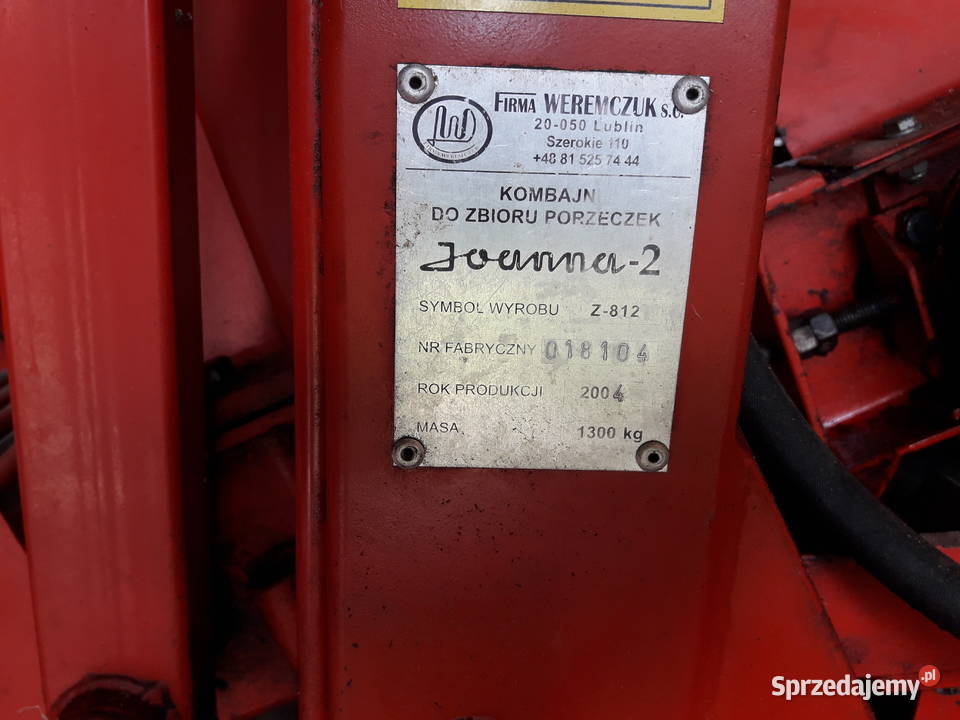 FIRMA WEREMCZUK s.c.
20-050 Lublin
Szerokie 110
+48 81 525 74 44
KOMBAJN
DO ZBIORU PORZECZEK
Joanna-2
SYMBOL WYROBU Z-812
NR FABRYCZNY 018104
ROK PRODUKCJI 2004
MASA 1300 kg
Sprzedajemy.pl